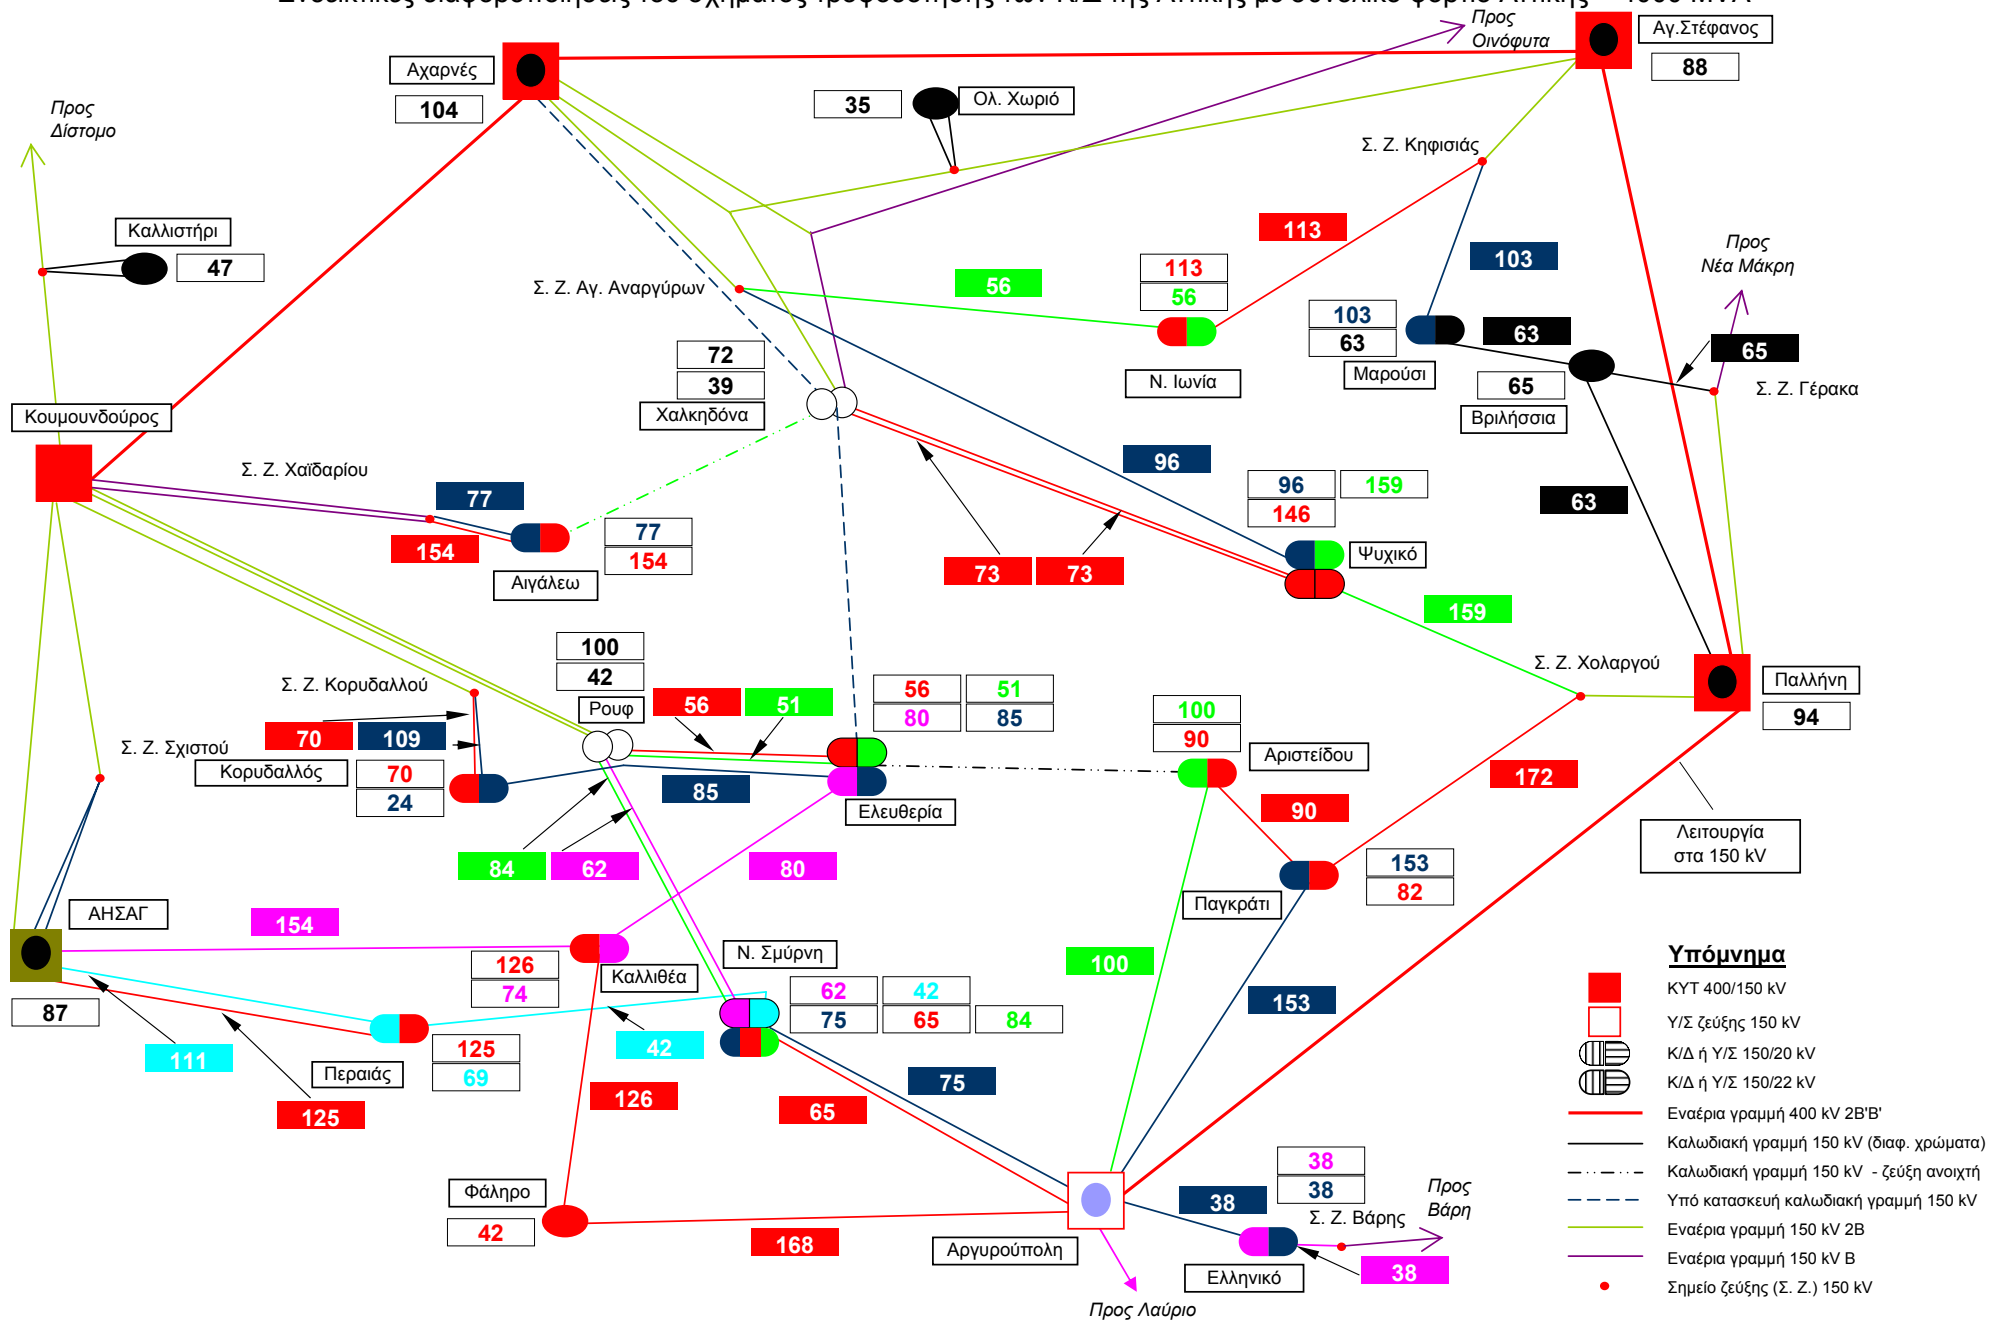 Προς
Οινόφυτα
Αγ.Στέφανος
88
Αχαρνές
104
35
Ολ. Χωριό
Προς
Δίστομο
Σ. Ζ. Κηφισιάς
Καλλιστήρι
47
113
103
Προς
Νέα Μάκρη
Σ. Ζ. Αγ. Αναργύρων
56
113
56
103
63
63
65
72
39
Χαλκηδόνα
Ν. Ιωνία
Μαρούσι
65
Βριλήσσια
Σ. Ζ. Γέρακα
Κουμουνδούρος
Σ. Ζ. Χαϊδαρίου
77
154
77
154
Αιγάλεω
96
96
159
146
63
Ψυχικό
73
73
159
100
42
Ρουφ
Σ. Ζ. Κορυδαλλού
56
51
56
51
80
85
Σ. Ζ. Χολαργού
Παλλήνη
94
Σ. Ζ. Σχιστού
70
109
Κορυδαλλός
70
24
85
Ελευθερία
100
90
Αριστείδου
172
90
84
62
80
Λειτουργία
στα 150 kV
153
82
Παγκράτι
ΑΗΣΑΓ
154
87
126
74
Καλλιθέα
Ν. Σμύρνη
62
42
75
65
84
100
153
111
125
Περαιάς
125
69
42
126
75
65
Φάληρο
42
168
Αργυρούπολη
38
38
38
Σ. Ζ. Βάρης
Προς
Βάρη
Ελληνικό
38
Προς Λαύριο
Υπόμνημα
ΚΥΤ 400/150 kV
Υ/Σ ζεύξης 150 kV
Κ/Δ ή Υ/Σ 150/20 kV
Κ/Δ ή Υ/Σ 150/22 kV
Εναέρια γραμμή 400 kV 2B'B'
Καλωδιακή γραμμή 150 kV (διαφ. χρώματα)
Καλωδιακή γραμμή 150 kV - ζεύξη ανοιχτή
Υπό κατασκευή καλωδιακή γραμμή 150 kV
Εναέρια γραμμή 150 kV 2B
Εναέρια γραμμή 150 kV B
Σημείο ζεύξης (Σ. Ζ.) 150 kV